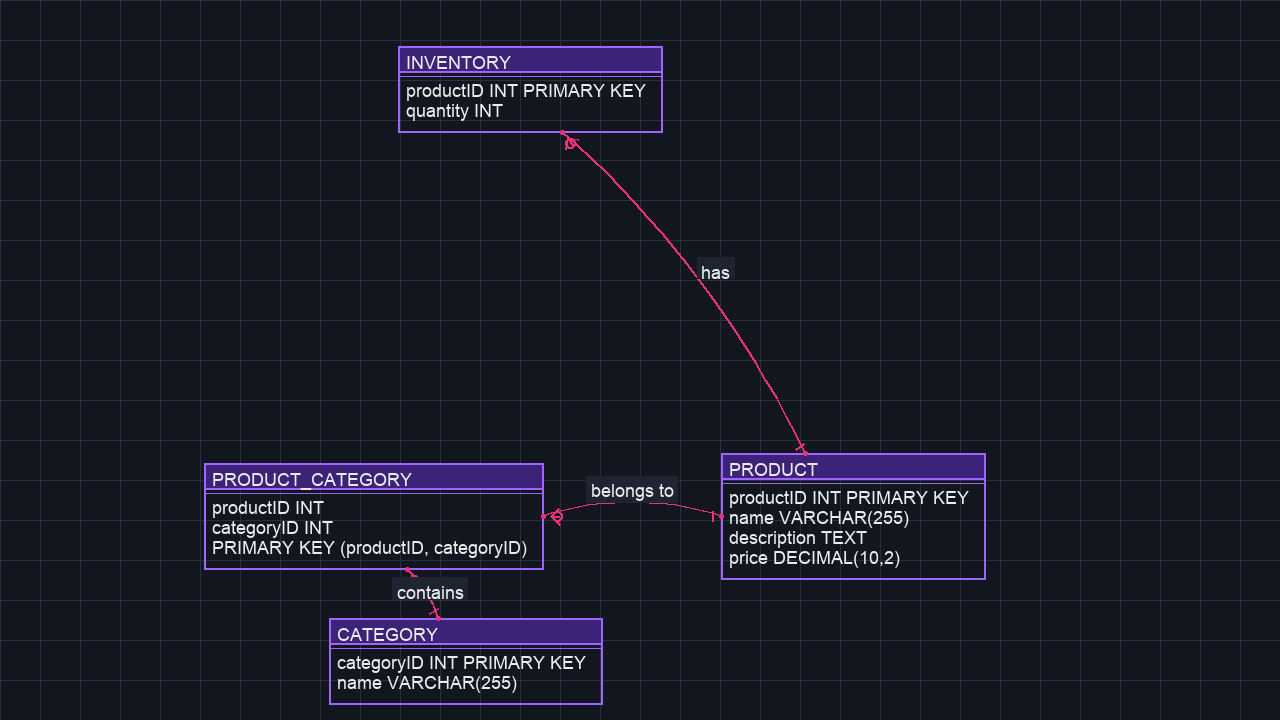 INVENTORY
productID INT PRIMARY KEY
quantity INT
has
PRODUCT_CATEGORY
productID INT
categoryID INT
PRIMARY KEY (productID, categoryID)
belongs to
PRODUCT
productID INT PRIMARY KEY
name VARCHAR(255)
description TEXT
price DECIMAL(10,2)
contains
CATEGORY
categoryID INT PRIMARY KEY
name VARCHAR(255)